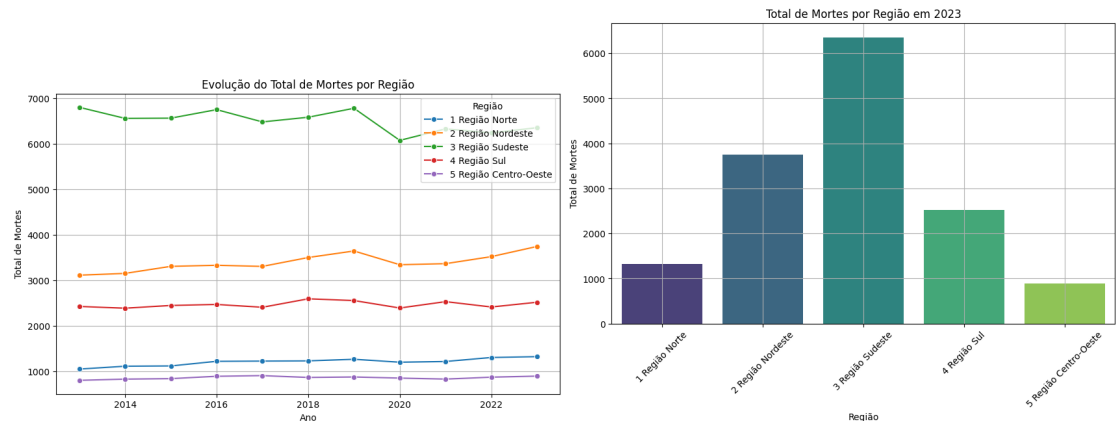 Evolução do Total de Mortes por Região
7000
6000
5000
4000
3000
2000
1000
Total de Mortes
Região
1 Região Norte
2 Região Nordeste
3 Região Sudeste
4 Região Sul
5 Região Centro-Oeste
2014
2016
2018
2020
2022
Ano
Total de Mortes por Região em 2023
6000
5000
4000
3000
2000
1000
0
Total de Mortes
1 Região Norte
2 Região Nordeste
3 Região Sudeste
4 Região Sul
5 Região Centro-Oeste
Região